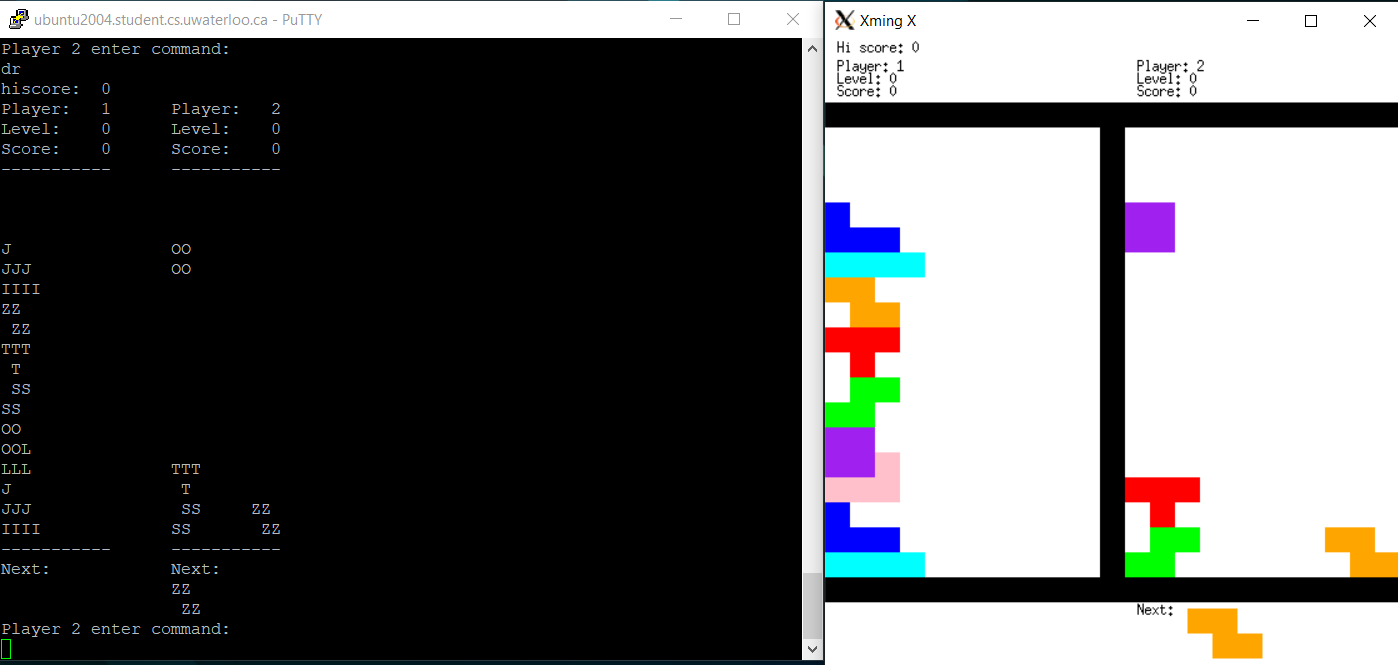 ubuntu2004.student.cs.uwaterloo.ca - PuTTY
Player 2 enter command:
dr
hiscore:  0
Player:   1      Player:   2
Level:    0      Level:    0
Score:    0      Score:    0
-----------      -----------
J                OO
JJJ              OO
IIII
ZZ
 ZZ
TTT
 T
 SS
SS
OO
OOL
LLL              TTT
J                 T
JJJ               SS     ZZ
IIII             SS       ZZ
-----------      -----------
Next:            Next:
                 ZZ
                  ZZ
Player 2 enter command:
Xming X
Hi score: 0
Player: 1                Player: 2
Level: 0                 Level: 0
Score: 0                 Score: 0
Next: